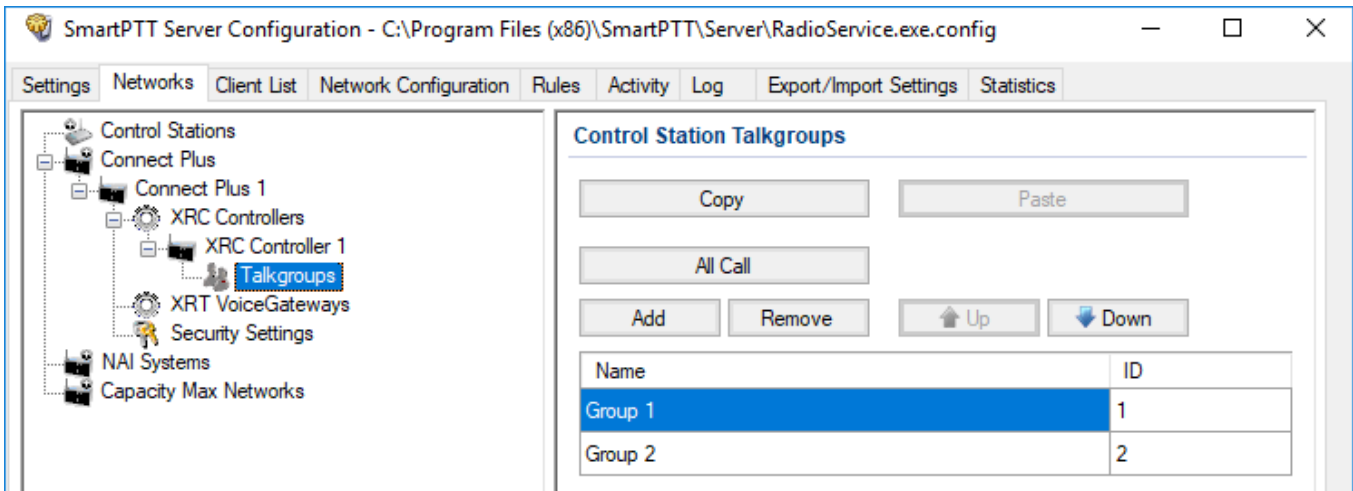 SmartPTT Server Configuration - C:\Program Files (x86)\SmartPTT\Server\RadioService.exe.config
Settings Networks Client List Network Configuration Rules Activity Log Export/Import Settings Statistics
Control Stations
Connect Plus
Connect Plus 1
XRC Controllers
XRC Controller 1
Talkgroups
XRT VoiceGateways
Security Settings
NAI Systems
Capacity Max Networks
Control Station Talkgroups
Copy Paste
All Call
Add Remove Up Down
Name ID
Group 1 1
Group 2 2